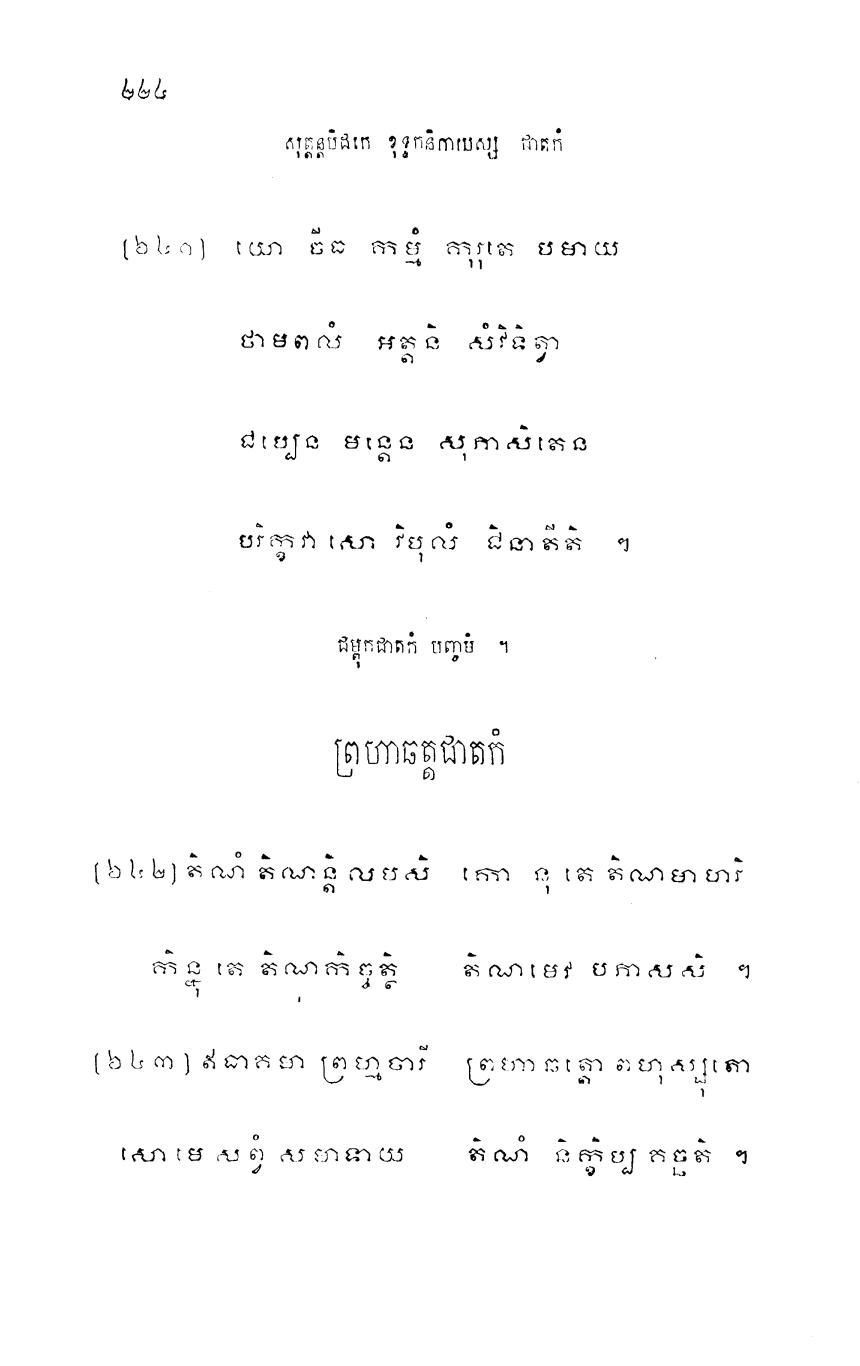 ២២៤
សុត្តន្តបិដកេ ខុទ្ទកនិកាយស្ស ជាតកំ
[៦៤១] យោ ចីធ កម្មំ កុរុតេ បមាយ
ថាមពលំ អត្តនិ សំវិទិត្វា
ជប្បេន មន្តេន សុភាសិតេន
បរិក្ខវា សោ វិបុលំ ជិនាតីតិ ។
ជម្ពុកជាតកំ បញ្ចមំ ។
ព្រហាឆត្តជាតកំ
[៦៤២] តិណំ តិណន្តិ លបសិ កោ នុ តេ តិណមាហរិ
កិន្នុ តេ តិណកិច្ចត្ថិ តិណមេវ បភាសសិ ។
[៦៤៣] ឥធាគមា ព្រហ្មចារី ព្រហា ឆត្តោ ពហុស្សុតោ
សោ មេ សព្វំ សមាទាយ តិណំ និក្ខិប្ប គច្ឆតិ ។